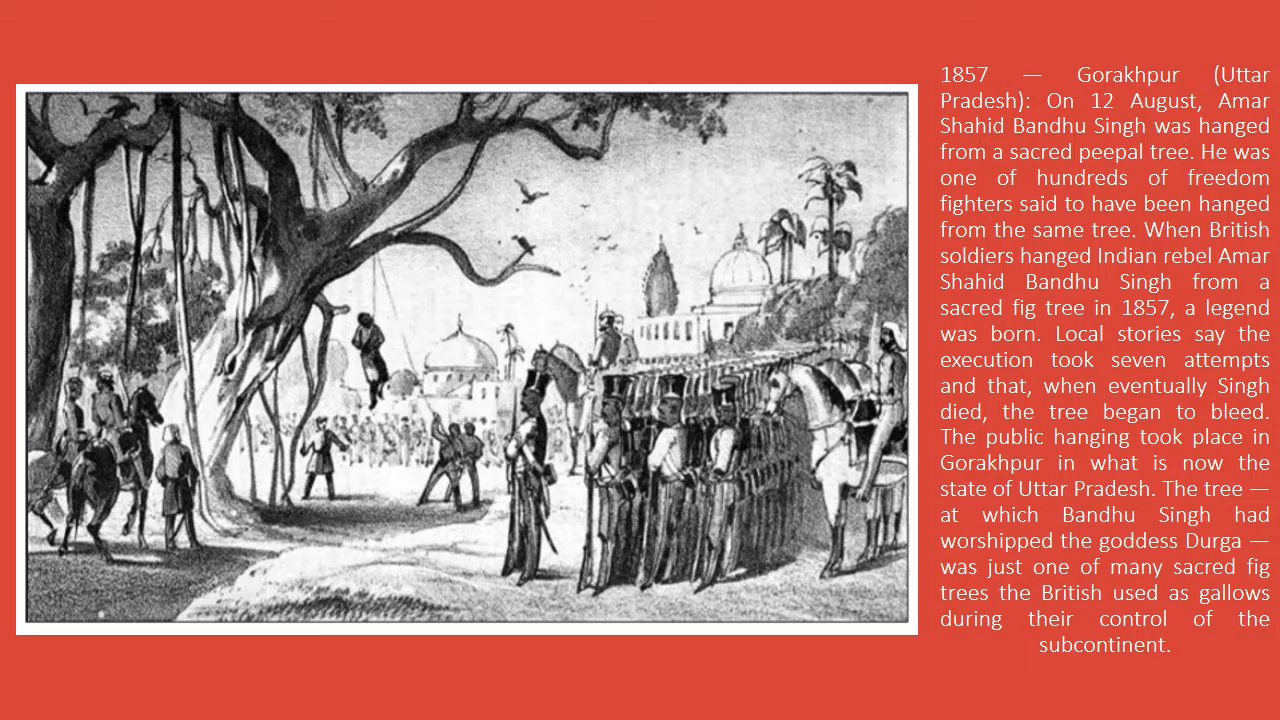 1857 — Gorakhpur (Uttar
Pradesh): On 12 August, Amar
Shahid Bandhu Singh was hanged
from a sacred peepal tree. He was
one of hundreds of freedom
fighters said to have been hanged
from the same tree. When British
soldiers hanged Indian rebel Amar
Shahid Bandhu Singh from a
sacred fig tree in 1857, a legend
was born. Local stories say the
execution took seven attempts
and that, when eventually Singh
died, the tree began to bleed.
The public hanging took place in
Gorakhpur in what is now the
state of Uttar Pradesh. The tree —
at which Bandhu Singh had
worshipped the goddess Durga —
was just one of many sacred fig
trees the British used as gallows
during their control of the
subcontinent.